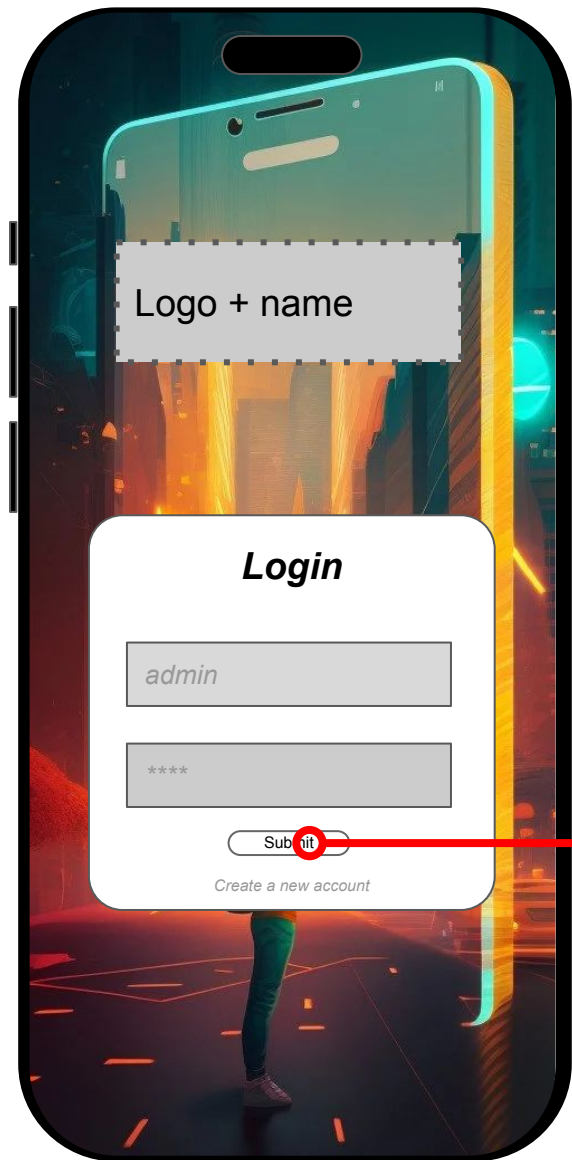 Logo + name
Login
admin
****
Submit
Create a new account